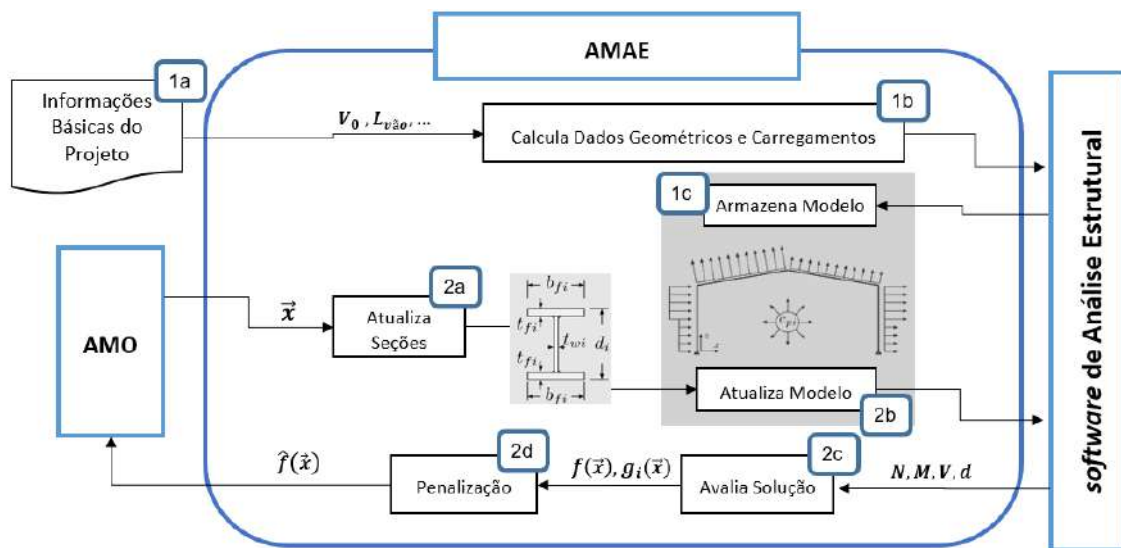 AMAE
1a
Informações
Básicas do
Projeto
V₀ , L_vão, ...
1b
Calcula Dados Geométricos e Carregamentos
1c
Armazena Modelo
AMO
x⃗
2a
Atualiza
Seções
b_fi
t_fi
t_wi
d_i
t_fi
b_fi
c_pi
Atualiza Modelo
2b
f̂(x⃗)
2d
Penalização
f(x⃗), g_i(x⃗)
2c
Avalia Solução
N, M, V, d
software de Análise Estrutural